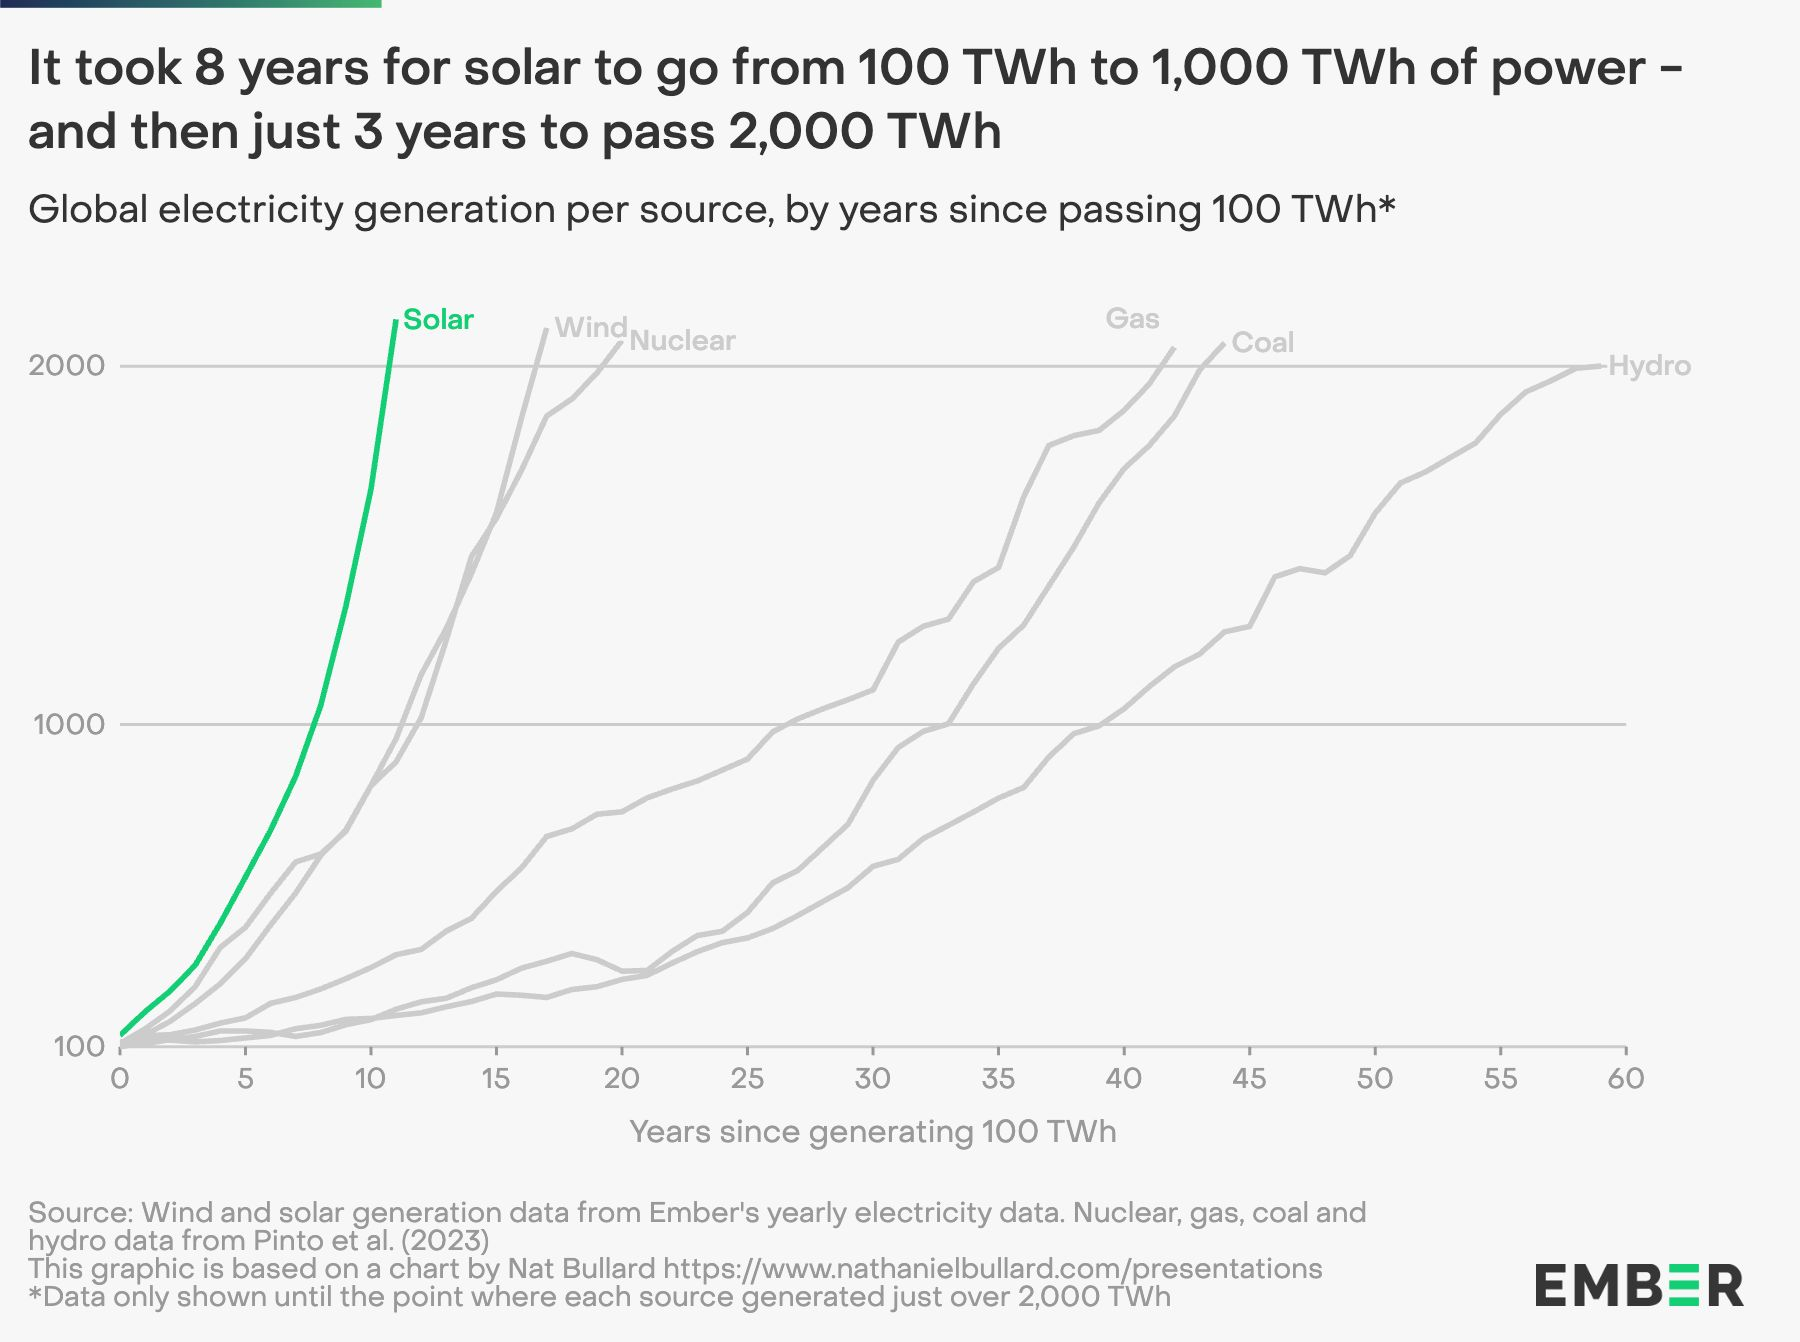 It took 8 years for solar to go from 100 TWh to 1,000 TWh of power –
and then just 3 years to pass 2,000 TWh
Global electricity generation per source, by years since passing 100 TWh*
Solar
Wind
Nuclear
Gas
Coal
Hydro
2000
1000
100
0 5 10 15 20 25 30 35 40 45 50 55 60
Years since generating 100 TWh
Source: Wind and solar generation data from Ember's yearly electricity data. Nuclear, gas, coal and
hydro data from Pinto et al. (2023)
This graphic is based on a chart by Nat Bullard https://www.nathanielbullard.com/presentations
*Data only shown until the point where each source generated just over 2,000 TWh
EMBER